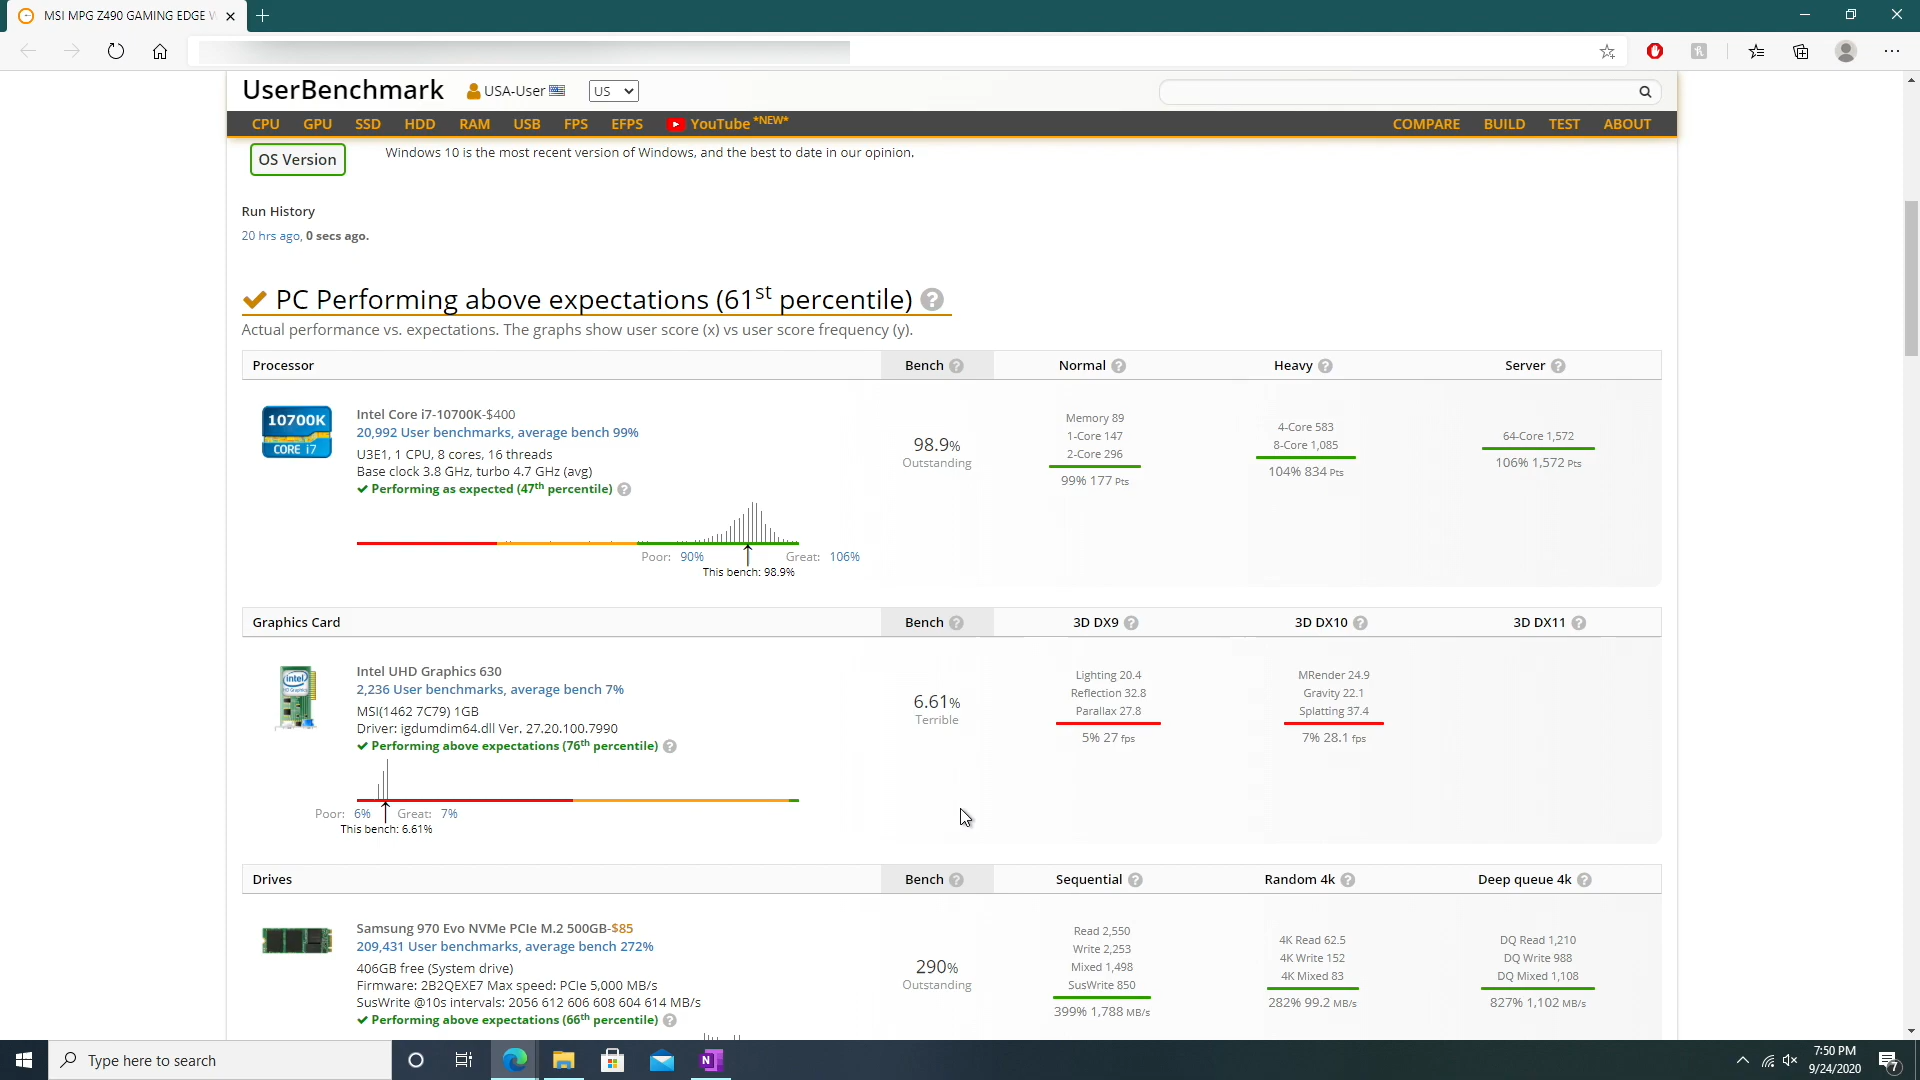 MSI MPG Z490 GAMING EDGE W
UserBenchmark USA-User US
CPU GPU SSD HDD RAM USB FPS EFPS YouTube *NEW* COMPARE BUILD TEST ABOUT
OS Version Windows 10 is the most recent version of Windows, and the best to date in our opinion.
Run History
20 hrs ago, 0 secs ago.
PC Performing above expectations (61st percentile) ?
Actual performance vs. expectations. The graphs show user score (x) vs user score frequency (y).
Processor Bench ? Normal ? Heavy ? Server ?
10700K
CORE i7
Intel Core i7-10700K-$400
20,992 User benchmarks, average bench 99%
U3E1, 1 CPU, 8 cores, 16 threads
Base clock 3.8 GHz, turbo 4.7 GHz (avg)
Performing as expected (47th percentile) ?
Poor: 90% Great: 106%
This bench: 98.9%
98.9%
Outstanding
Memory 89
1-Core 147
2-Core 296
99% 177 Pts
4-Core 583
8-Core 1,085
104% 834 Pts
64-Core 1,572
106% 1,572 Pts
Graphics Card Bench ? 3D DX9 ? 3D DX10 ? 3D DX11 ?
intel
Intel UHD Graphics 630
2,236 User benchmarks, average bench 7%
MSI(1462 7C79) 1GB
Driver: igdumdim64.dll Ver. 27.20.100.7990
Performing above expectations (76th percentile) ?
Poor: 6% Great: 7%
This bench: 6.61%
6.61%
Terrible
Lighting 20.4
Reflection 32.8
Parallax 27.8
5% 27 fps
MRender 24.9
Gravity 22.1
Splatting 37.4
7% 28.1 fps
Drives Bench ? Sequential ? Random 4k ? Deep queue 4k ?
Samsung 970 Evo NVMe PCIe M.2 500GB-$85
209,431 User benchmarks, average bench 272%
406GB free (System drive)
Firmware: 2B2QEXE7 Max speed: PCIe 5,000 MB/s
SusWrite @10s intervals: 2056 612 606 608 604 614 MB/s
Performing above expectations (66th percentile) ?
290%
Outstanding
Read 2,550
Write 2,253
Mixed 1,498
SusWrite 850
399% 1,788 MB/s
4K Read 62.5
4K Write 152
4K Mixed 83
282% 99.2 MB/s
DQ Read 1,210
DQ Write 988
DQ Mixed 1,108
827% 1,102 MB/s
Type here to search
N
7:50 PM
9/24/2020
7